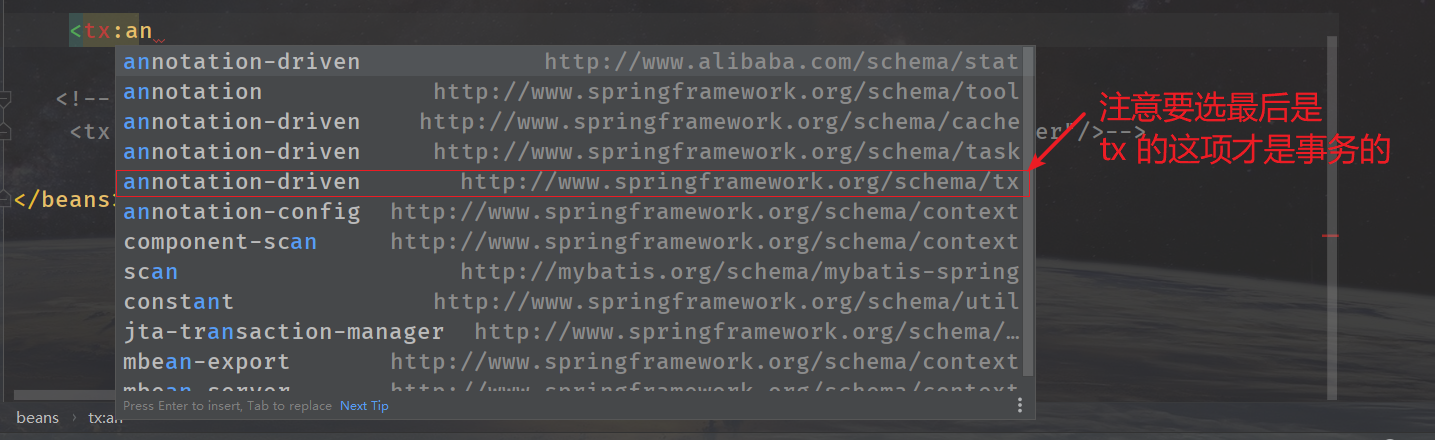 <tx:an
annotation-driven http://www.alibaba.com/schema/stat
<!-- annotation http://www.springframework.org/schema/tool
annotation-driven http://www.springframework.org/schema/cache
<tx er"/>-->
annotation-driven http://www.springframework.org/schema/task
annotation-driven http://www.springframework.org/schema/tx
注意要选最后是
tx 的这项才是事务的
</beans>
annotation-config http://www.springframework.org/schema/context
component-scan http://www.springframework.org/schema/context
scan http://mybatis.org/schema/mybatis-spring
constant http://www.springframework.org/schema/util
jta-transaction-manager http://www.springframework.org/schema/…
mbean-export http://www.springframework.org/schema/context
mbean-server http://www.springframework.org/schema/context
Press Enter to insert, Tab to replace Next Tip
beans › tx:an